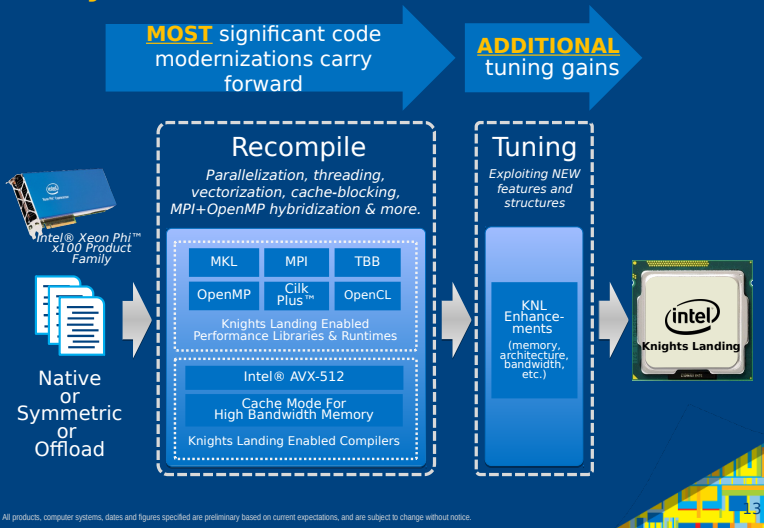 MOST significant code
modernizations carry
forward
ADDITIONAL
tuning gains
Recompile
Parallelization, threading,
vectorization, cache-blocking,
MPI+OpenMP hybridization & more.
Tuning
Exploiting NEW
features and
structures
Intel® Xeon Phi™
x100 Product
Family
MKL
MPI
TBB
OpenMP
Cilk
Plus™
OpenCL
Knights Landing Enabled
Performance Libraries & Runtimes
Intel® AVX-512
Cache Mode For
High Bandwidth Memory
Knights Landing Enabled Compilers
KNL
Enhance-
ments
(memory,
architecture,
bandwidth,
etc.)
intel
Knights Landing
Native
or
Symmetric
or
Offload
All products, computer systems, dates and figures specified are preliminary based on current expectations, and are subject to change without notice.
13